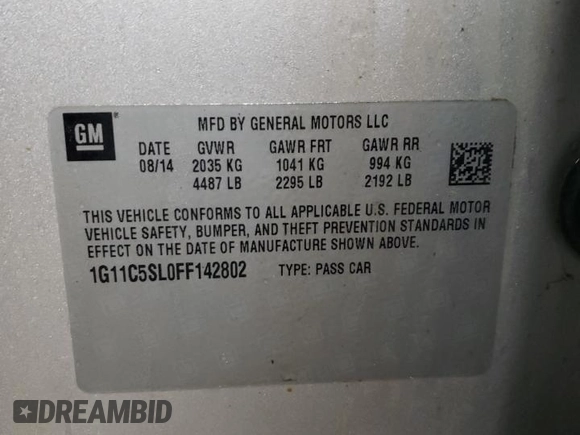 GM
MFD BY GENERAL MOTORS LLC
DATE GVWR GAWR FRT GAWR RR
08/14 2035 KG 1041 KG 994 KG
4487 LB 2295 LB 2192 LB
THIS VEHICLE CONFORMS TO ALL APPLICABLE U.S. FEDERAL MOTOR
VEHICLE SAFETY, BUMPER, AND THEFT PREVENTION STANDARDS IN
EFFECT ON THE DATE OF MANUFACTURE SHOWN ABOVE.
1G11C5SL0FF142802 TYPE: PASS CAR
DREAMBID